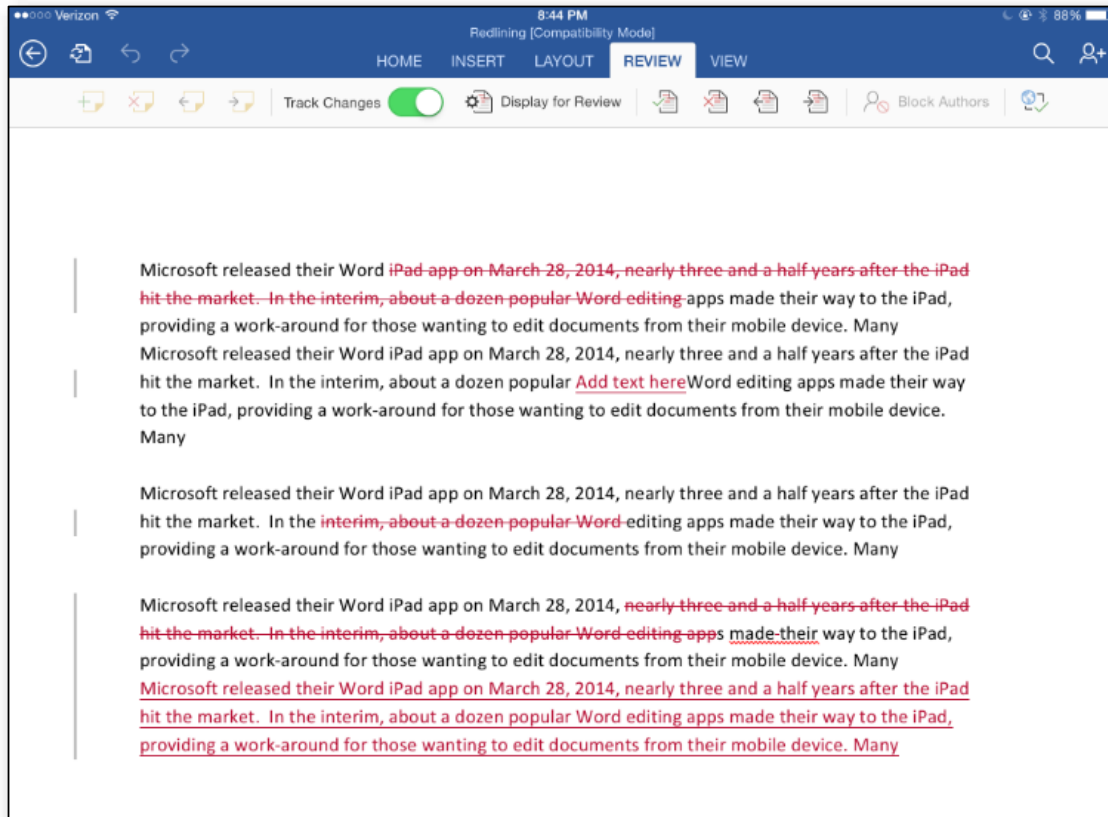 Verizon 8:44 PM 88%
Redlining [Compatibility Mode]
HOME INSERT LAYOUT REVIEW VIEW
Track Changes Display for Review Block Authors
Microsoft released their Word iPad app on March 28, 2014, nearly three and a half years after the iPad
hit the market. In the interim, about a dozen popular Word editing apps made their way to the iPad,
providing a work-around for those wanting to edit documents from their mobile device. Many
Microsoft released their Word iPad app on March 28, 2014, nearly three and a half years after the iPad
hit the market. In the interim, about a dozen popular Add text hereWord editing apps made their way
to the iPad, providing a work-around for those wanting to edit documents from their mobile device.
Many
Microsoft released their Word iPad app on March 28, 2014, nearly three and a half years after the iPad
hit the market. In the interim, about a dozen popular Word editing apps made their way to the iPad,
providing a work-around for those wanting to edit documents from their mobile device. Many
Microsoft released their Word iPad app on March 28, 2014, nearly three and a half years after the iPad
hit the market. In the interim, about a dozen popular Word editing apps made-their way to the iPad,
providing a work-around for those wanting to edit documents from their mobile device. Many
Microsoft released their Word iPad app on March 28, 2014, nearly three and a half years after the iPad
hit the market. In the interim, about a dozen popular Word editing apps made their way to the iPad,
providing a work-around for those wanting to edit documents from their mobile device. Many